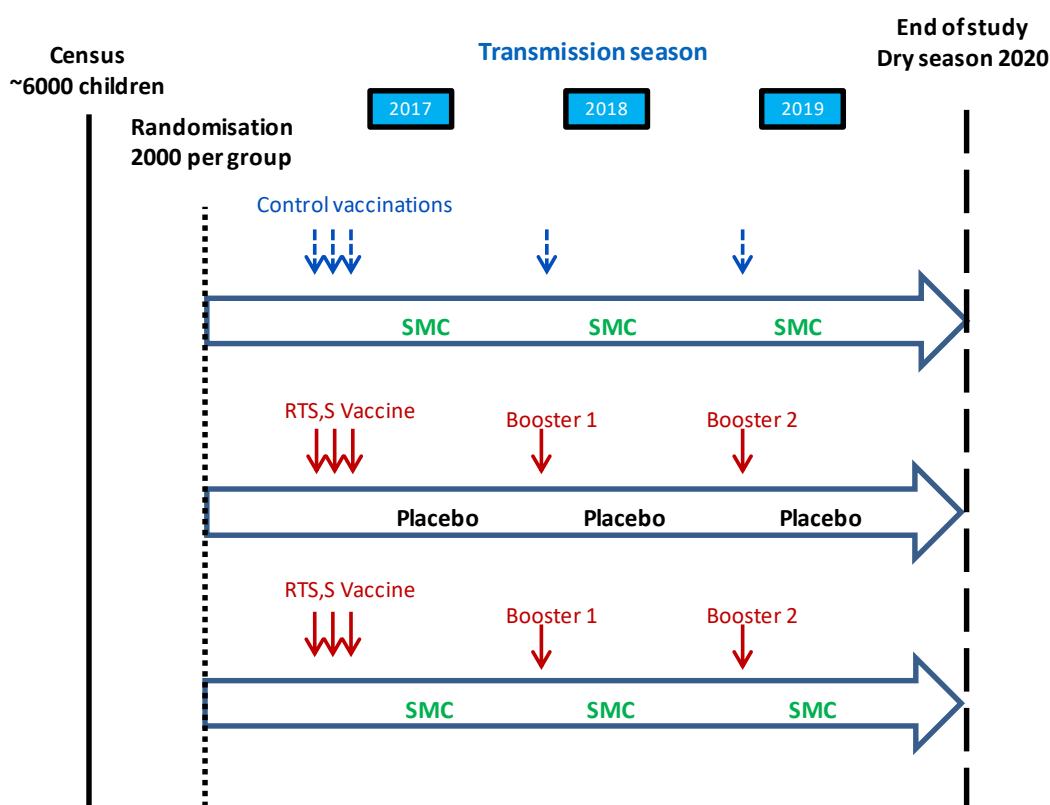 Census
~6000 children
Randomisation
2000 per group
Transmission season
End of study
Dry season 2020
2017
2018
2019
Control vaccinations
SMC
SMC
SMC
RTS,S Vaccine
Booster 1
Booster 2
Placebo
Placebo
Placebo
RTS,S Vaccine
Booster 1
Booster 2
SMC
SMC
SMC